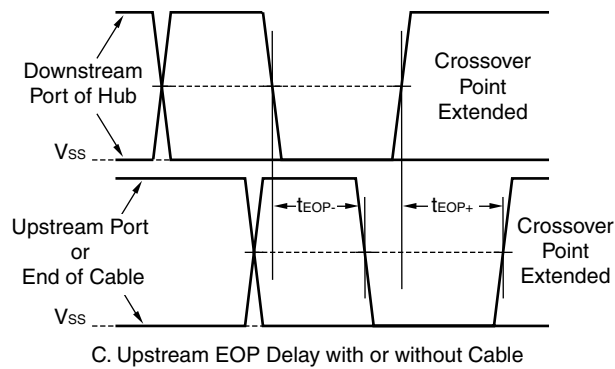 Downstream
Port of Hub
Crossover
Point
Extended
VSS
tEOP-
tEOP+
Upstream Port
or
End of Cable
Crossover
Point
Extended
VSS
C. Upstream EOP Delay with or without Cable